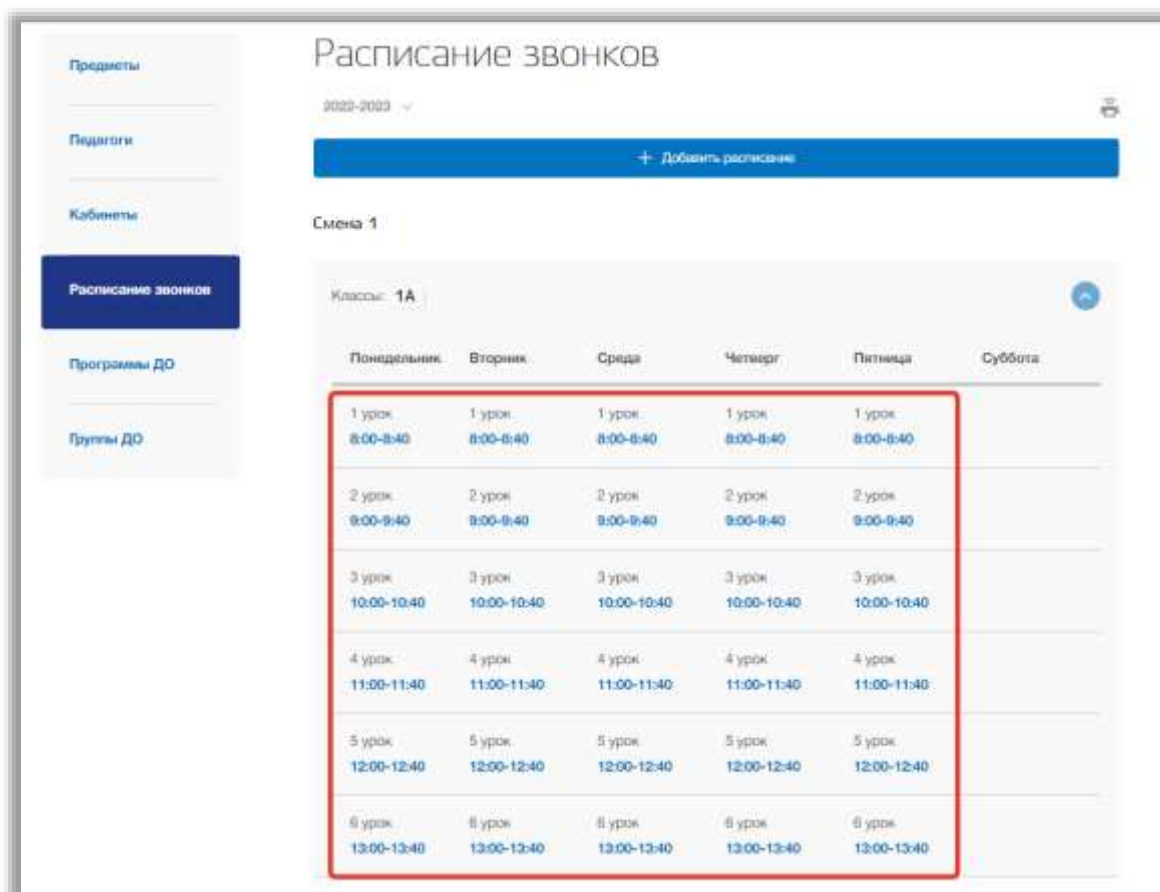 Предметы
Педагоги
Кабинеты
Расписание звонков
Программы ДО
Группы ДО
Расписание звонков
2022-2023
+ Добавить расписание
Смена 1
Классы: 1А
Понедельник Вторник Среда Четверг Пятница Суббота
1 урок 1 урок 1 урок 1 урок 1 урок
8:00-8:40 8:00-8:40 8:00-8:40 8:00-8:40 8:00-8:40
2 урок 2 урок 2 урок 2 урок 2 урок
9:00-9:40 9:00-9:40 9:00-9:40 9:00-9:40 9:00-9:40
3 урок 3 урок 3 урок 3 урок 3 урок
10:00-10:40 10:00-10:40 10:00-10:40 10:00-10:40 10:00-10:40
4 урок 4 урок 4 урок 4 урок 4 урок
11:00-11:40 11:00-11:40 11:00-11:40 11:00-11:40 11:00-11:40
5 урок 5 урок 5 урок 5 урок 5 урок
12:00-12:40 12:00-12:40 12:00-12:40 12:00-12:40 12:00-12:40
6 урок 6 урок 6 урок 6 урок 6 урок
13:00-13:40 13:00-13:40 13:00-13:40 13:00-13:40 13:00-13:40